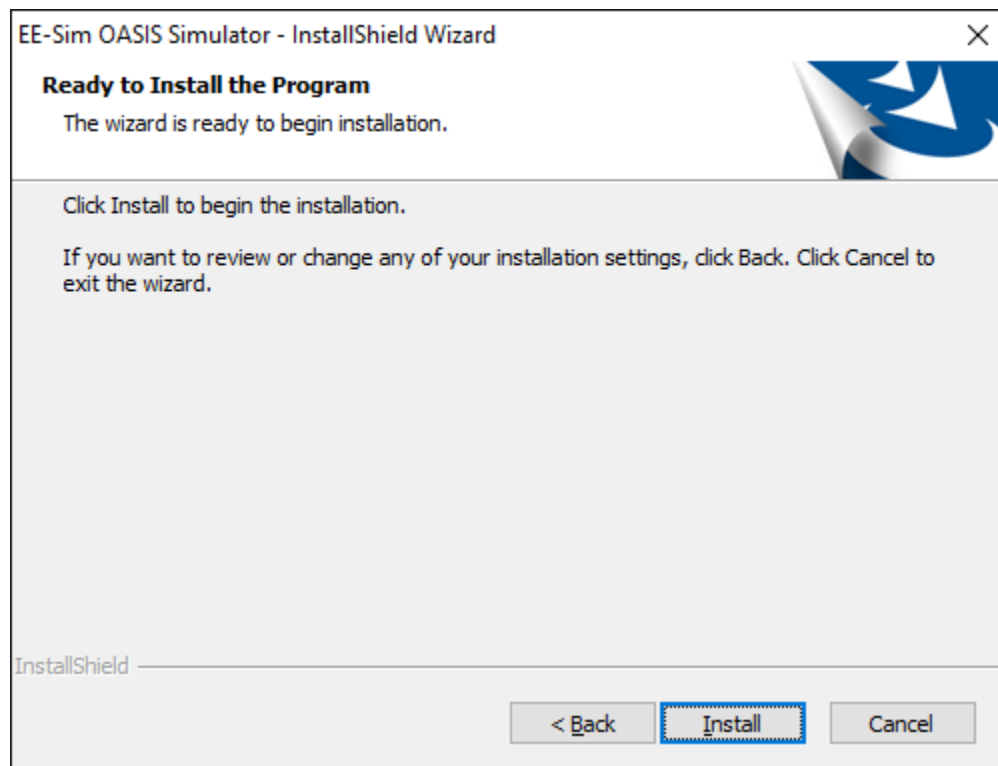 EE-Sim OASIS Simulator - InstallShield Wizard
Ready to Install the Program
The wizard is ready to begin installation.
Click Install to begin the installation.
If you want to review or change any of your installation settings, click Back. Click Cancel to
exit the wizard.
InstallShield
< Back
Install
Cancel